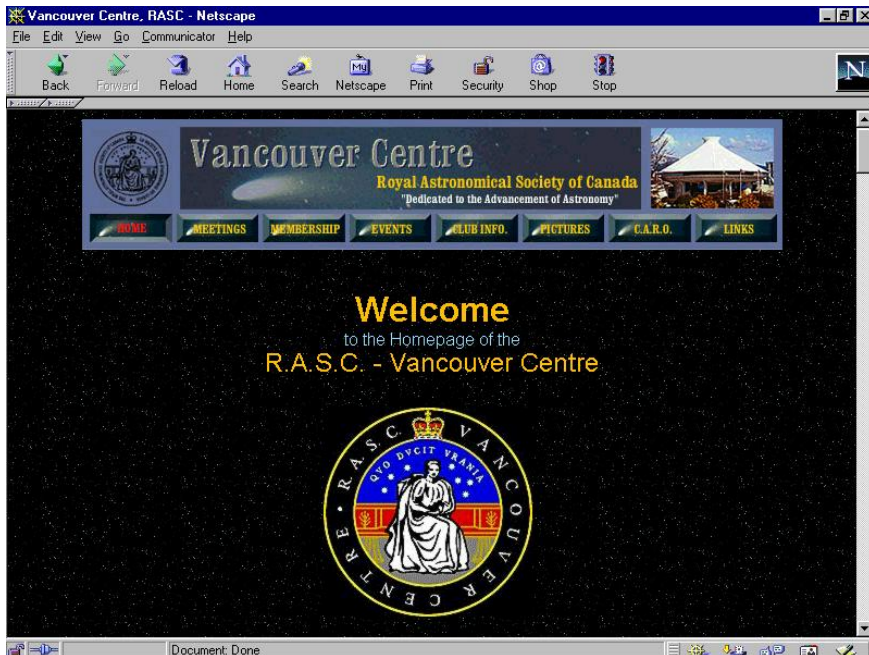 Vancouver Centre, RASC - Netscape
File Edit View Go Communicator Help
Back Forward Reload Home Search Netscape Print Security Shop Stop
My
N
Vancouver Centre
Royal Astronomical Society of Canada
"Dedicated to the Advancement of Astronomy"
HOME MEETINGS MEMBERSHIP EVENTS CLUB INFO. PICTURES C.A.R.O. LINKS
Welcome
to the Homepage of the
R.A.S.C. - Vancouver Centre
R.A.S.C. VANCOUVER CENTRE
QVO DVCIT VRANIA
Document: Done